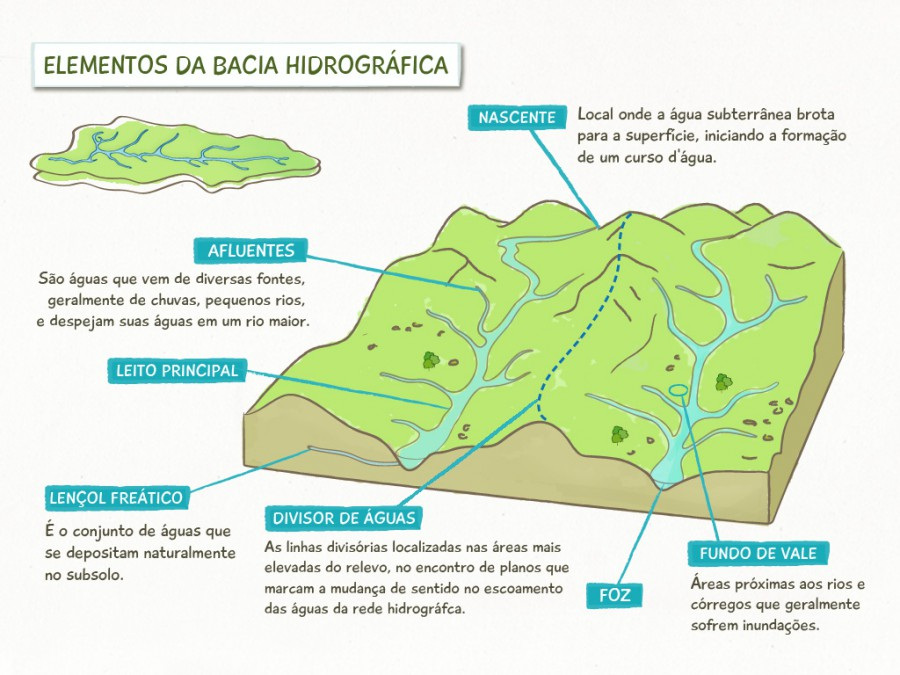 ELEMENTOS DA BACIA HIDROGRÁFICA
NASCENTE
Local onde a água subterrânea brota
para a superfície, iniciando a formação
de um curso d'água.
AFLUENTES
São águas que vem de diversas fontes,
geralmente de chuvas, pequenos rios,
e despejam suas águas em um rio maior.
LEITO PRINCIPAL
LENÇOL FREÁTICO
É o conjunto de águas que
se depositam naturalmente
no subsolo.
DIVISOR DE ÁGUAS
As linhas divisórias localizadas nas áreas mais
elevadas do relevo, no encontro de planos que
marcam a mudança de sentido no escoamento
das águas da rede hidrográfca.
FOZ
FUNDO DE VALE
Áreas próximas aos rios e
córregos que geralmente
sofrem inundações.